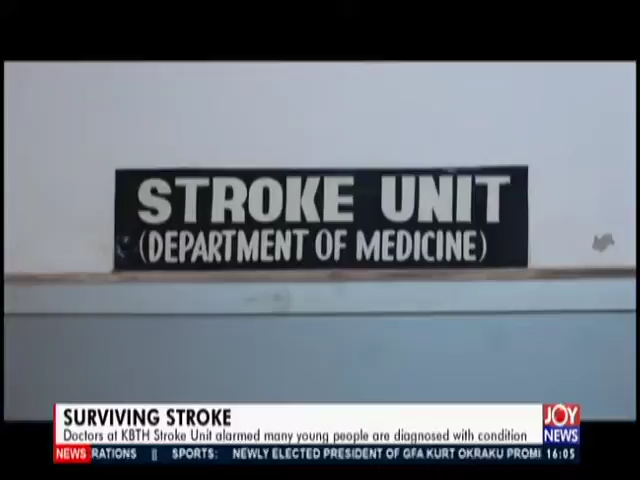 STROKE UNIT
(DEPARTMENT OF MEDICINE)
SURVIVING STROKE
Doctors at KBTH Stroke Unit alarmed many young people are diagnosed with condition
JOY
NEWS
NEWS RATIONS || SPORTS: NEWLY ELECTED PRESIDENT OF GFA KURT OKRAKU PROMI 16:05